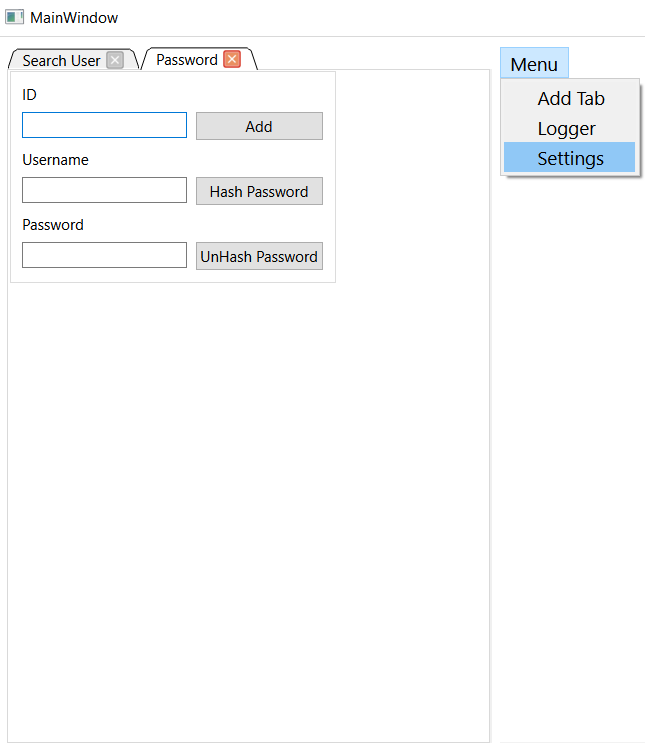 MainWindow
Search User
Password
Menu
Add Tab
Logger
Settings
ID
Add
Username
Hash Password
Password
UnHash Password